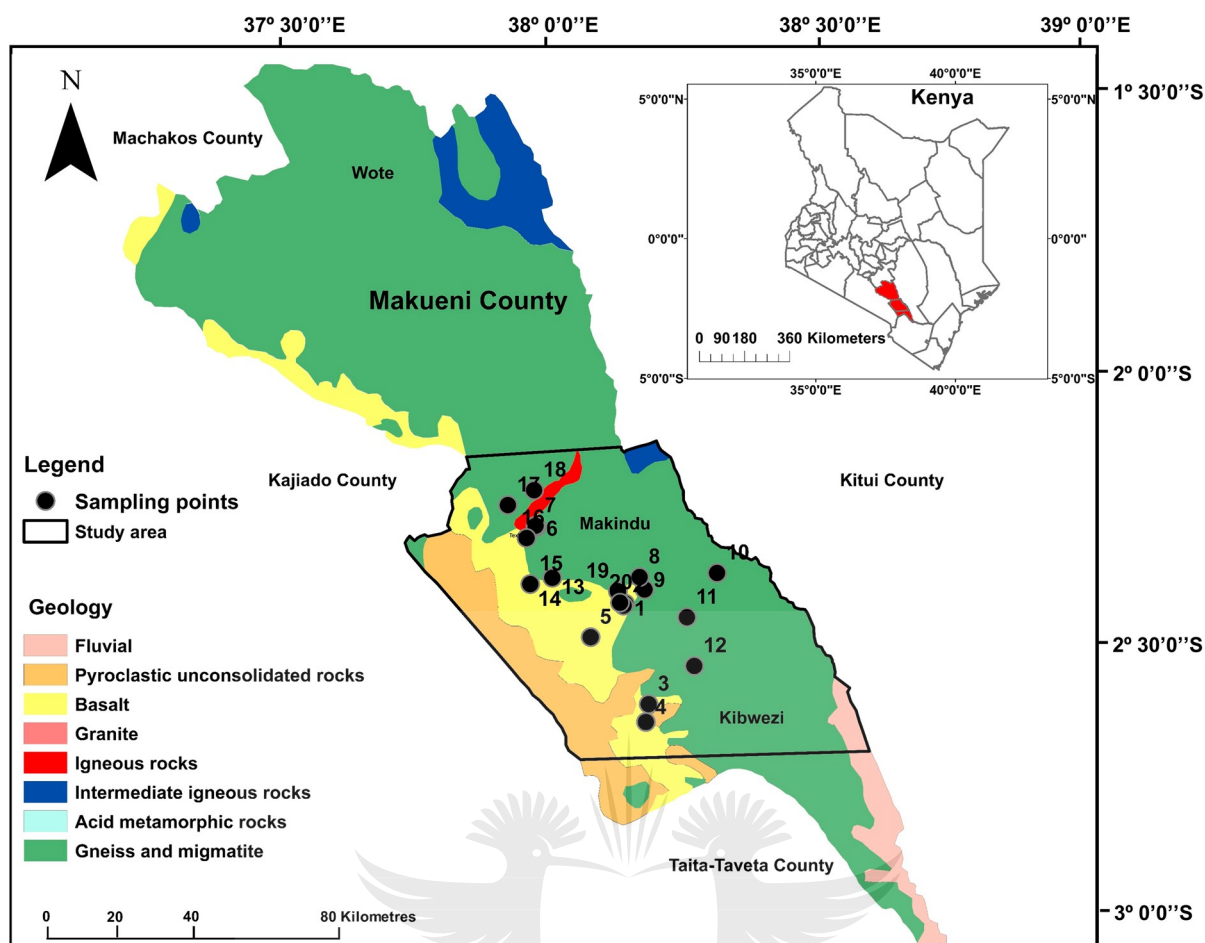 37º 30'0''E
38º 0'0''E
38º 30'0''E
39º 0'0''E
N
Machakos County
Wote
Makueni County
Kenya
35°0'0"E
40°0'0"E
5°0'0"N
5°0'0"N
0°0'0"
0°0'0"
0 90 180 360 Kilometers
5°0'0"S
5°0'0"S
35°0'0"E
40°0'0"E
1º 30'0''S
2º 0'0''S
2º 30'0''S
3º 0'0''S
Kajiado County
Kitui County
Makindu
Kibwezi
Taita-Taveta County
18
17
7
16
6
15
13
14
19
20
8
9
10
11
1
5
12
3
4
Legend
Sampling points
Study area
Geology
Fluvial
Pyroclastic unconsolidated rocks
Basalt
Granite
Igneous rocks
Intermediate igneous rocks
Acid metamorphic rocks
Gneiss and migmatite
0 20 40 80 Kilometres